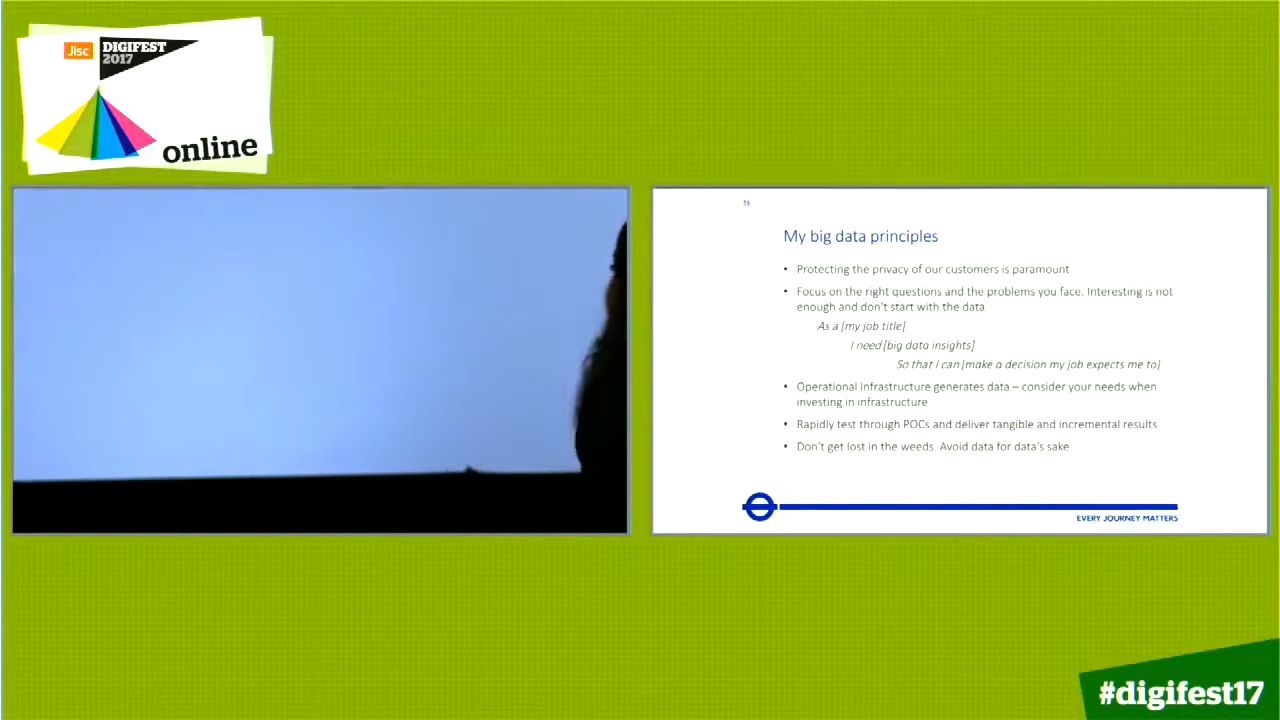 Jisc DIGIFEST
2017
online
38
My big data principles
• Protecting the privacy of our customers is paramount
• Focus on the right questions and the problems you face. Interesting is not
enough and don't start with the data.
As a [my job title]
I need [big data insights]
So that I can [make a decision my job expects me to]
• Operational Infrastructure generates data – consider your needs when
investing in infrastructure
• Rapidly test through POCs and deliver tangible and incremental results
• Don't get lost in the weeds. Avoid data for data's sake
EVERY JOURNEY MATTERS
#digifest17